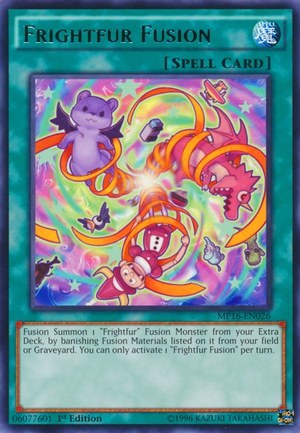 Frightfur Fusion
[Spell Card]
MP16-EN026
Fusion Summon 1 "Frightfur" Fusion Monster from your Extra
Deck, by banishing Fusion Materials listed on it from your field
or Graveyard. You can only activate 1 "Frightfur Fusion" per turn.
06077601
1st Edition
©1996 KAZUKI TAKAHASHI